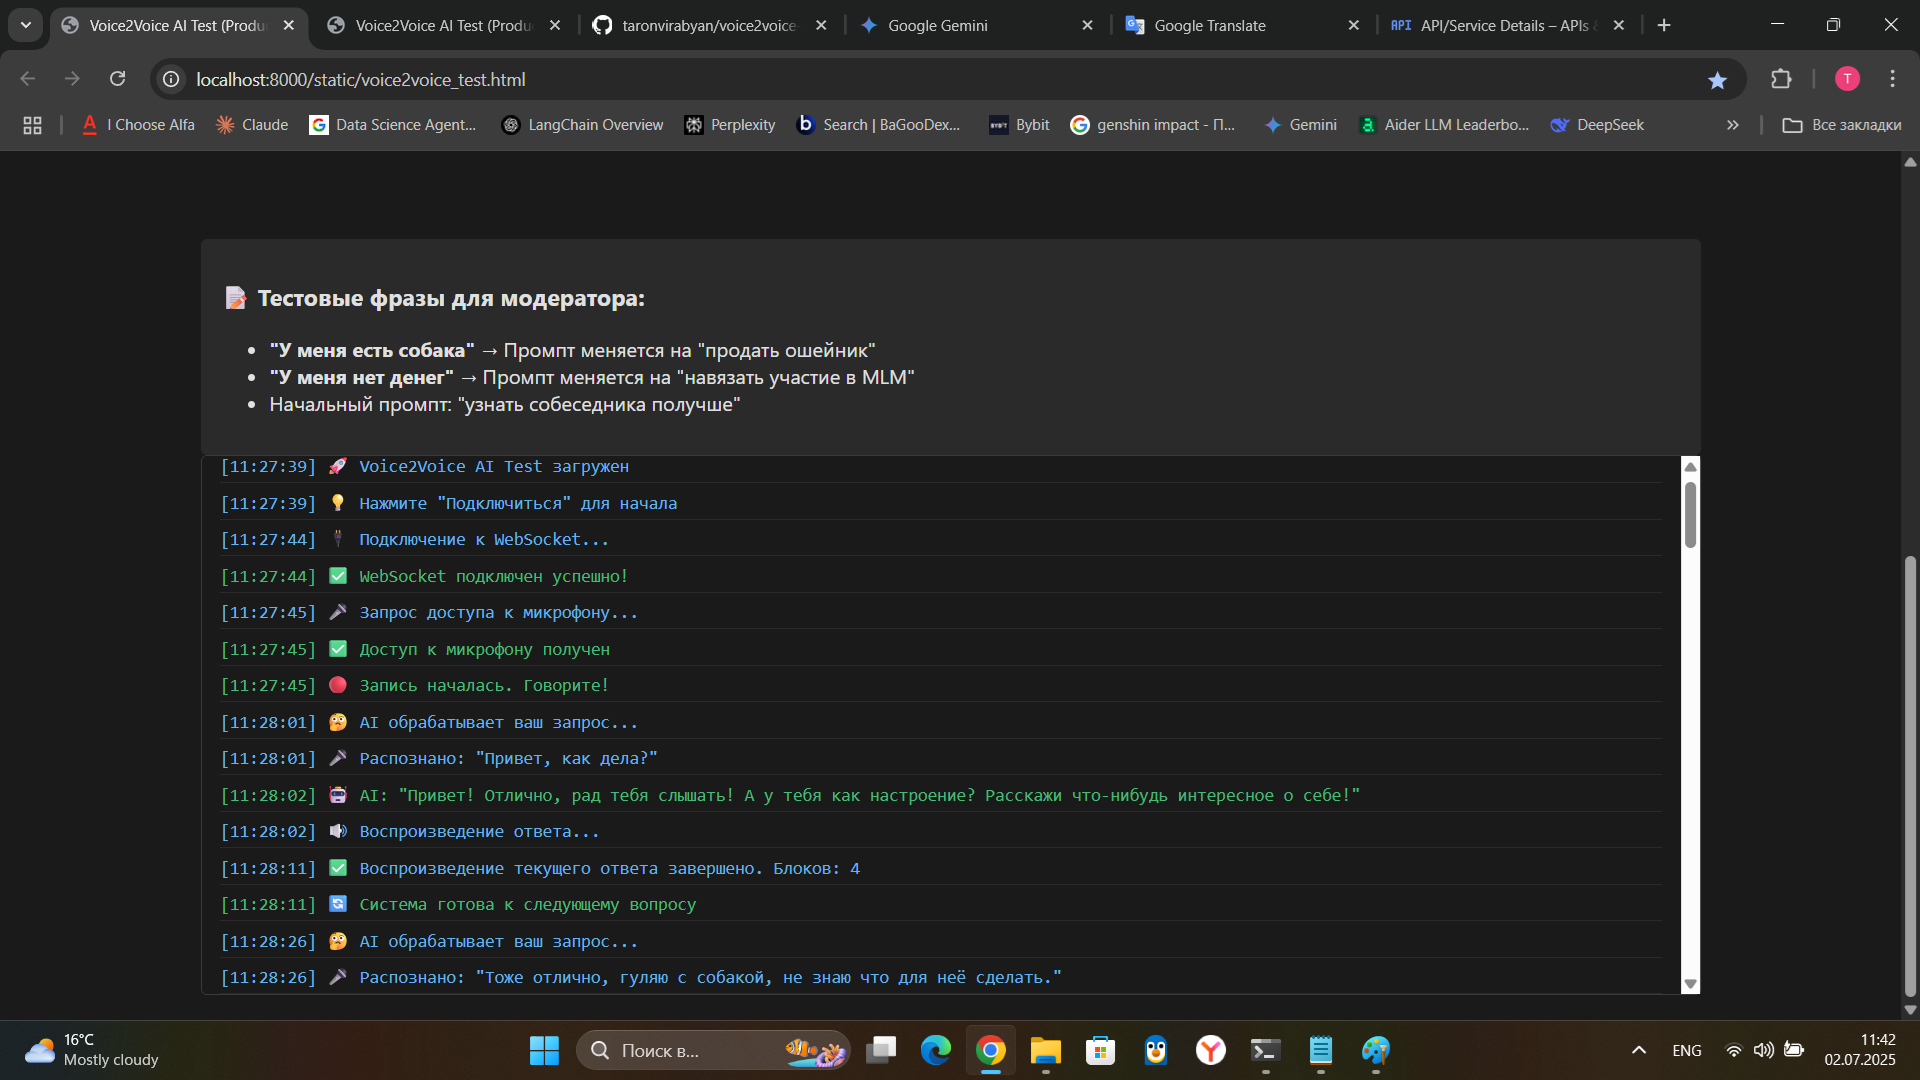 Voice2Voice AI Test (Produ
Voice2Voice AI Test (Produ
taronvirabyan/voice2voice
Google Gemini
Google Translate
API API/Service Details – APIs &
localhost:8000/static/voice2voice_test.html
T
I Choose Alfa
Claude
Data Science Agent...
LangChain Overview
Perplexity
b Search | BaGooDex...
Bybit
genshin impact - П...
Gemini
Aider LLM Leaderbo...
DeepSeek
Все закладки
Тестовые фразы для модератора:
"У меня есть собака" → Промпт меняется на "продать ошейник"
"У меня нет денег" → Промпт меняется на "навязать участие в MLM"
Начальный промпт: "узнать собеседника получше"
[11:27:39] 🚀 Voice2Voice AI Test загружен
[11:27:39] 💡 Нажмите "Подключиться" для начала
[11:27:44] 🔌 Подключение к WebSocket...
[11:27:44] ✅ WebSocket подключен успешно!
[11:27:45] 🎤 Запрос доступа к микрофону...
[11:27:45] ✅ Доступ к микрофону получен
[11:27:45] 🔴 Запись началась. Говорите!
[11:28:01] 🤔 AI обрабатывает ваш запрос...
[11:28:01] 🎤 Распознано: "Привет, как дела?"
[11:28:02] 🤖 AI: "Привет! Отлично, рад тебя слышать! А у тебя как настроение? Расскажи что-нибудь интересное о себе!"
[11:28:02] 🔊 Воспроизведение ответа...
[11:28:11] ✅ Воспроизведение текущего ответа завершено. Блоков: 4
[11:28:11] 🔄 Система готова к следующему вопросу
[11:28:26] 🤔 AI обрабатывает ваш запрос...
[11:28:26] 🎤 Распознано: "Тоже отлично, гуляю с собакой, не знаю что для неё сделать."
16°C
Mostly cloudy
Поиск в...
ENG
11:42
02.07.2025